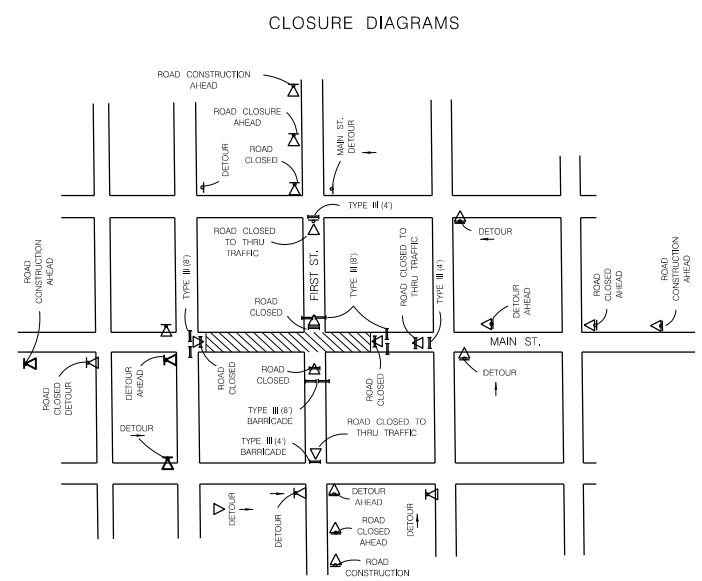 CLOSURE DIAGRAMS
ROAD CONSTRUCTION
AHEAD
ROAD CLOSURE
AHEAD
DETOUR
ROAD
CLOSED
MAIN ST.
DETOUR
TYPE III (4')
ROAD CLOSED
TO THRU
TRAFFIC
DETOUR
ROAD
CONSTRUCTION
AHEAD
TYPE III (8')
FIRST ST.
TYPE III (8')
ROAD CLOSED TO
THRU TRAFFIC
TYPE III (4')
DETOUR
AHEAD
ROAD
CLOSED
AHEAD
ROAD
CONSTRUCTION
AHEAD
ROAD
CLOSED
MAIN ST.
ROAD
CLOSED
DETOUR
DETOUR
AHEAD
ROAD
CLOSED
ROAD
CLOSED
ROAD
CLOSED
DETOUR
TYPE III (8')
BARRICADE
DETOUR
ROAD CLOSED TO
THRU TRAFFIC
TYPE III (4')
BARRICADE
DETOUR
DETOUR
DETOUR
AHEAD
ROAD
CLOSED
AHEAD
DETOUR
ROAD
CONSTRUCTION